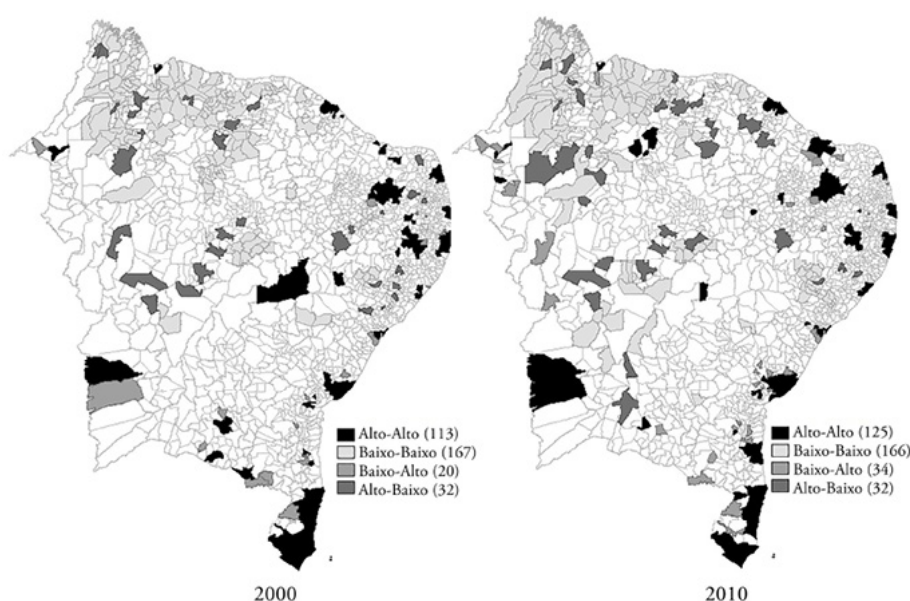 Alto-Alto (113)
Baixo-Baixo (167)
Baixo-Alto (20)
Alto-Baixo (32)
2000
Alto-Alto (125)
Baixo-Baixo (166)
Baixo-Alto (34)
Alto-Baixo (32)
2010